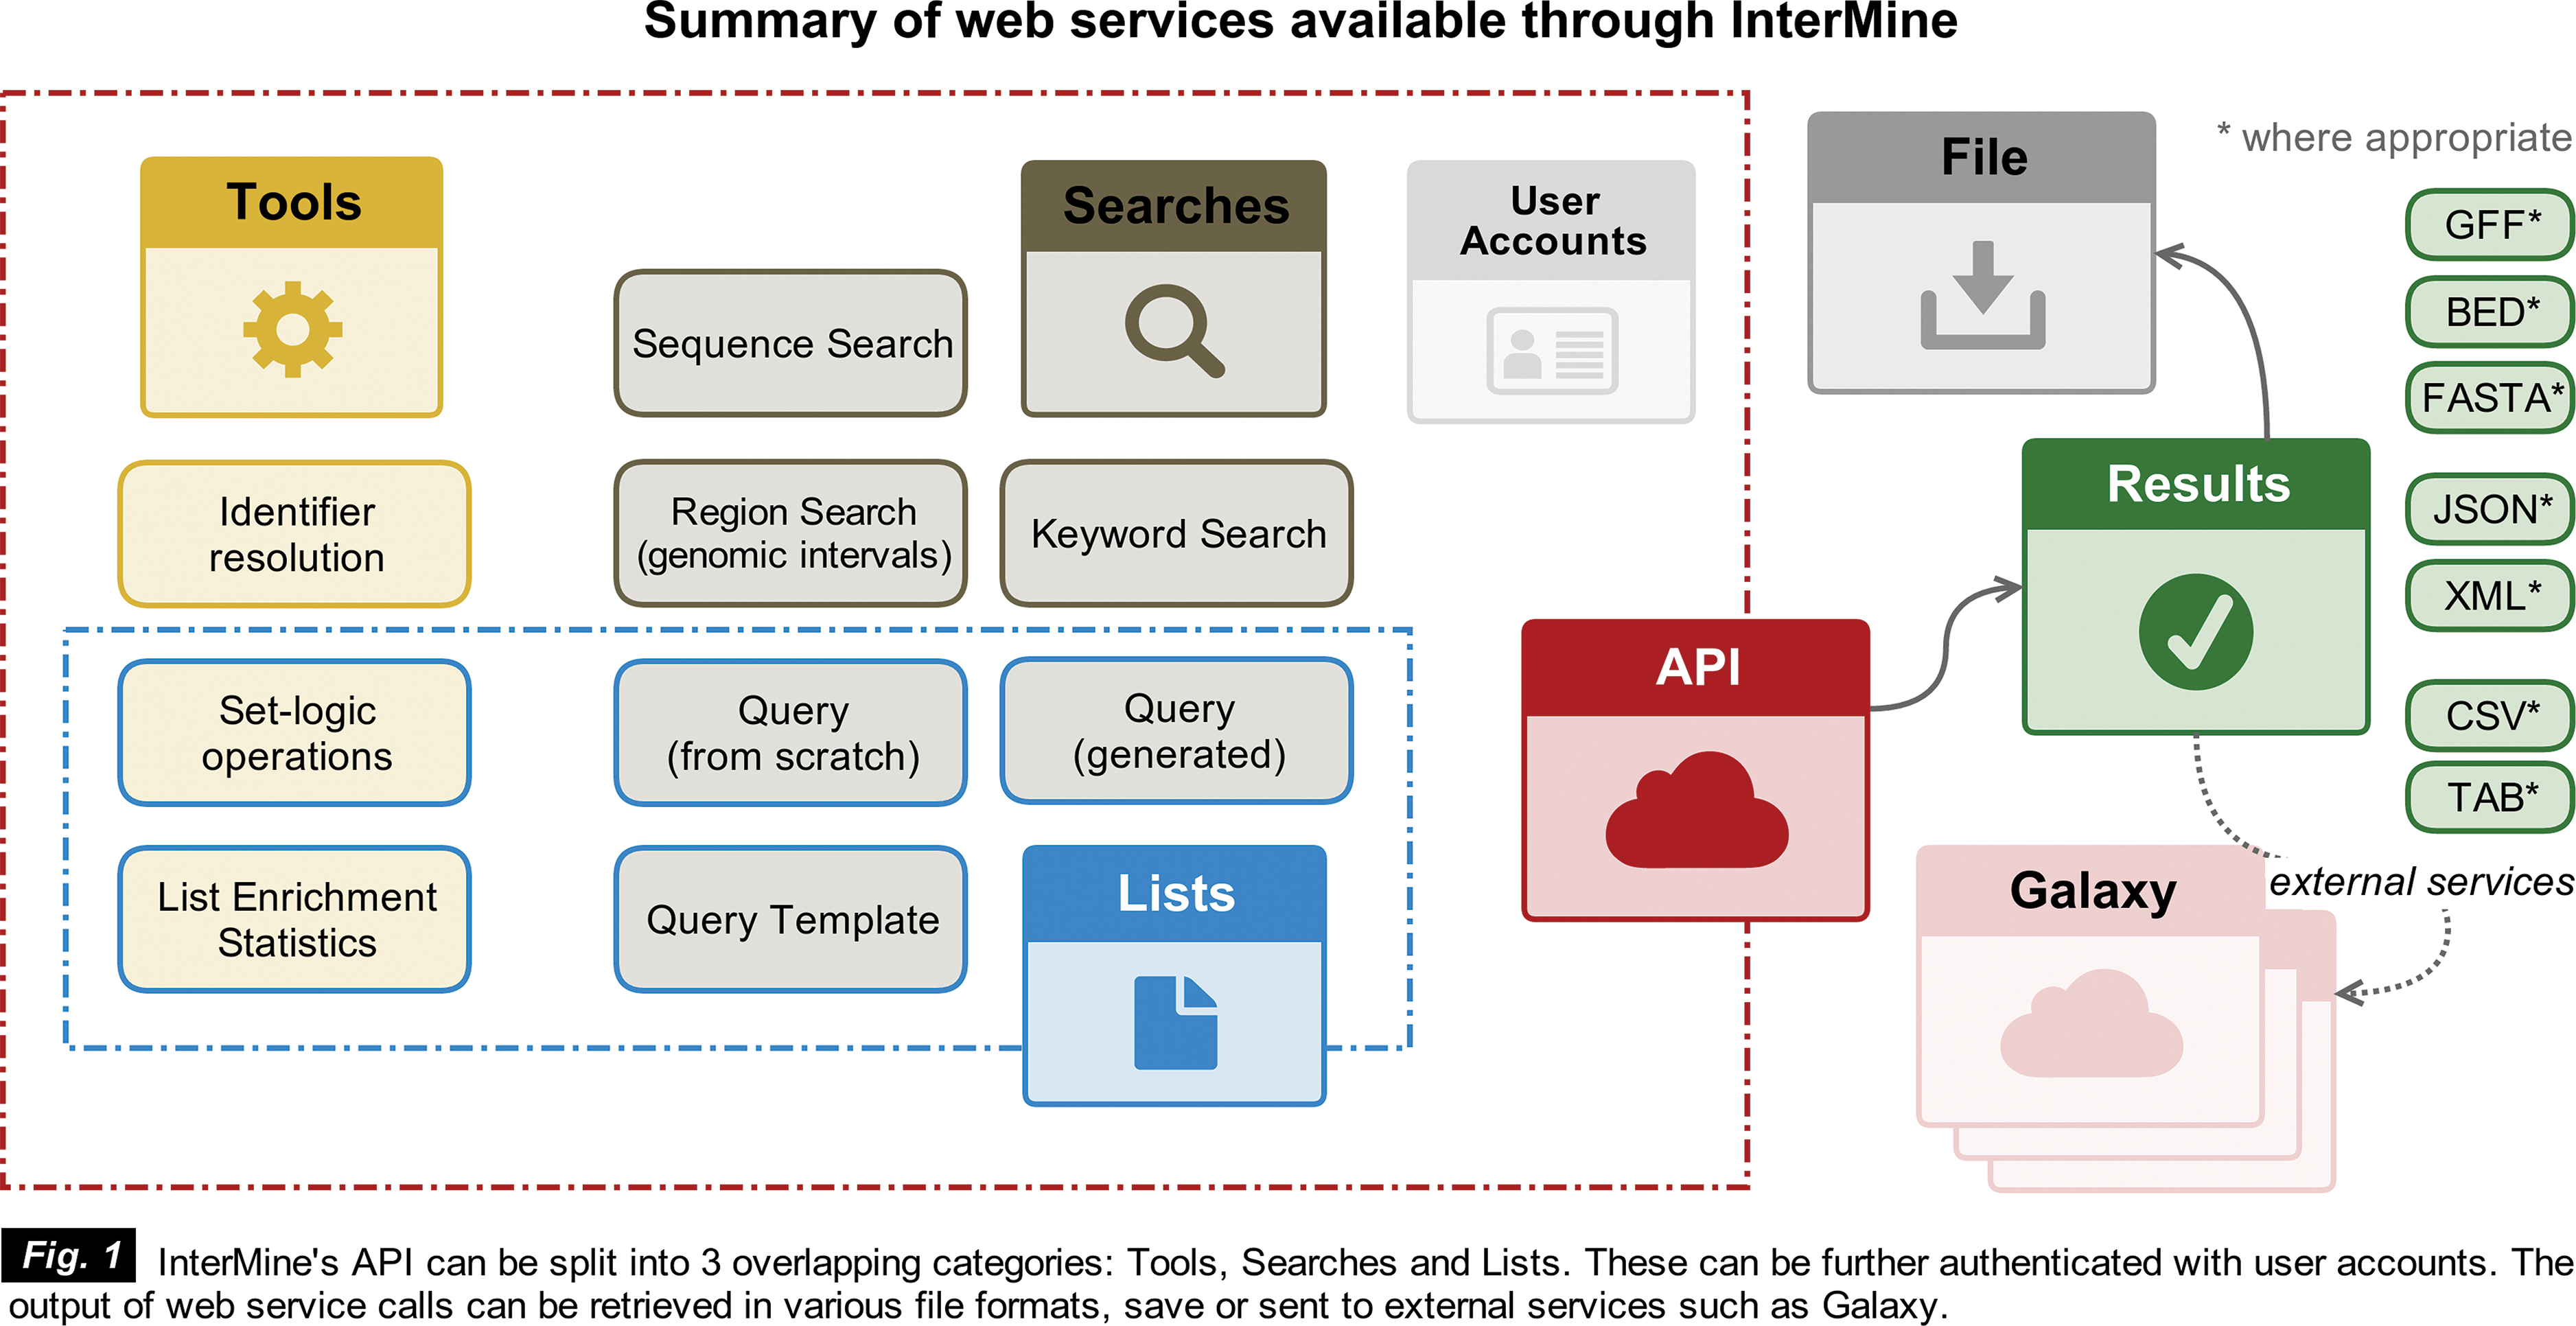 Summary of web services available through InterMine
Tools
Searches
User
Accounts
Sequence Search
Identifier
resolution
Region Search
(genomic intervals)
Keyword Search
Set-logic
operations
Query
(from scratch)
Query
(generated)
List Enrichment
Statistics
Query Template
Lists
API
File
Results
* where appropriate
GFF*
BED*
FASTA*
JSON*
XML*
CSV*
TAB*
external services
Galaxy
Fig. 1 InterMine's API can be split into 3 overlapping categories: Tools, Searches and Lists. These can be further authenticated with user accounts. The
output of web service calls can be retrieved in various file formats, save or sent to external services such as Galaxy.